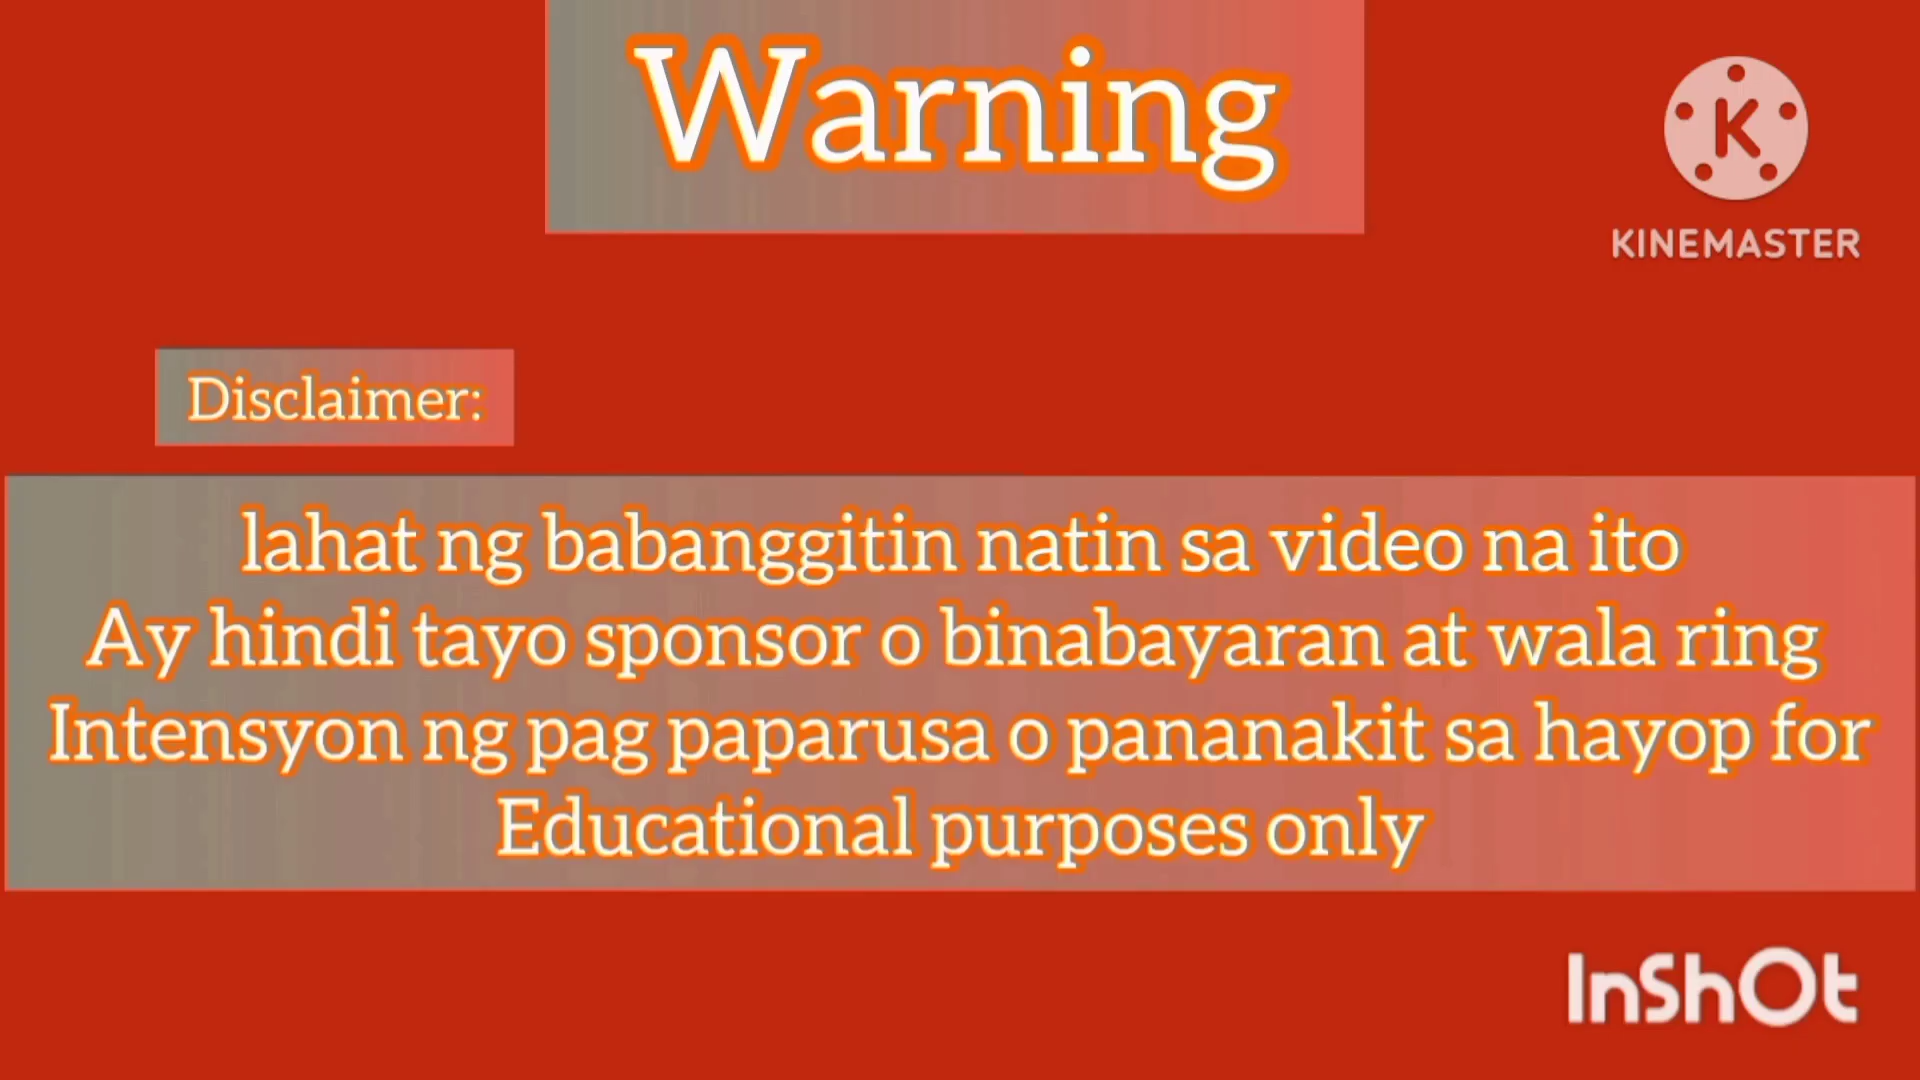 Warning
KINEMASTER
Disclaimer:
lahat ng babanggitin natin sa video na ito
Ay hindi tayo sponsor o binabayaran at wala ring
Intensyon ng pag paparusa o pananakit sa hayop for
Educational purposes only
InShOt